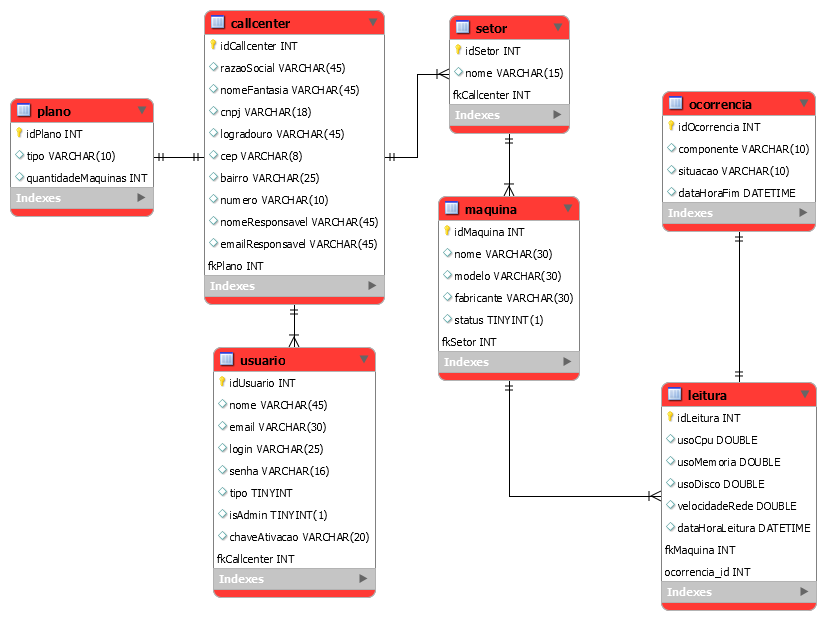 plano
idPlano INT
tipo VARCHAR(10)
quantidadeMaquinas INT
Indexes
callcenter
idCallcenter INT
razaoSocial VARCHAR(45)
nomeFantasia VARCHAR(45)
cnpj VARCHAR(18)
logradouro VARCHAR(45)
cep VARCHAR(8)
bairro VARCHAR(25)
numero VARCHAR(10)
nomeResponsavel VARCHAR(45)
emailResponsavel VARCHAR(45)
fkPlano INT
Indexes
usuario
idUsuario INT
nome VARCHAR(45)
email VARCHAR(30)
login VARCHAR(25)
senha VARCHAR(16)
tipo TINYINT
isAdmin TINYINT(1)
chaveAtivacao VARCHAR(20)
fkCallcenter INT
Indexes
setor
idSetor INT
nome VARCHAR(15)
fkCallcenter INT
Indexes
maquina
idMaquina INT
nome VARCHAR(30)
modelo VARCHAR(30)
fabricante VARCHAR(30)
status TINYINT(1)
fkSetor INT
Indexes
ocorrencia
idOcorrencia INT
componente VARCHAR(10)
situacao VARCHAR(10)
dataHoraFim DATETIME
Indexes
leitura
idLeitura INT
usoCpu DOUBLE
usoMemoria DOUBLE
usoDisco DOUBLE
velocidadeRede DOUBLE
dataHoraLeitura DATETIME
fkMaquina INT
ocorrencia_id INT
Indexes